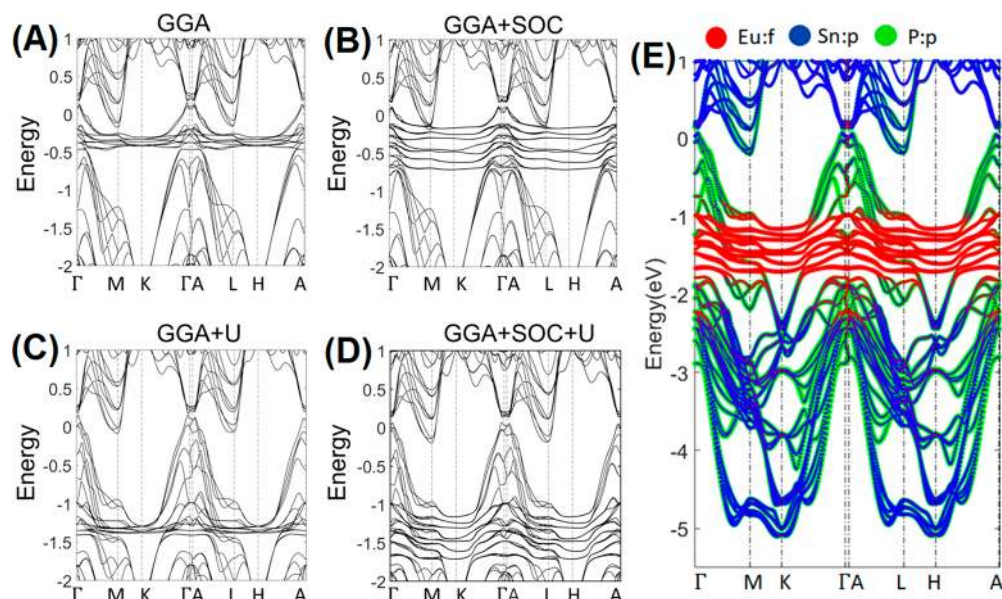 (A) GGA
Energy
1
0.5
0
-0.5
-1
-1.5
-2
Γ M K Γ A L H A
(B) GGA+SOC
Energy
1
0.5
0
-0.5
-1
-1.5
-2
Γ M K Γ A L H A
(C) GGA+U
Energy
1
0.5
0
-0.5
-1
-1.5
-2
Γ M K Γ A L H A
(D) GGA+SOC+U
Energy
1
0.5
0
-0.5
-1
-1.5
-2
Γ M K Γ A L H A
Eu:f Sn:p P:p
(E)
Energy(eV)
1
0
-1
-2
-3
-4
-5
Γ M K Γ A L H A